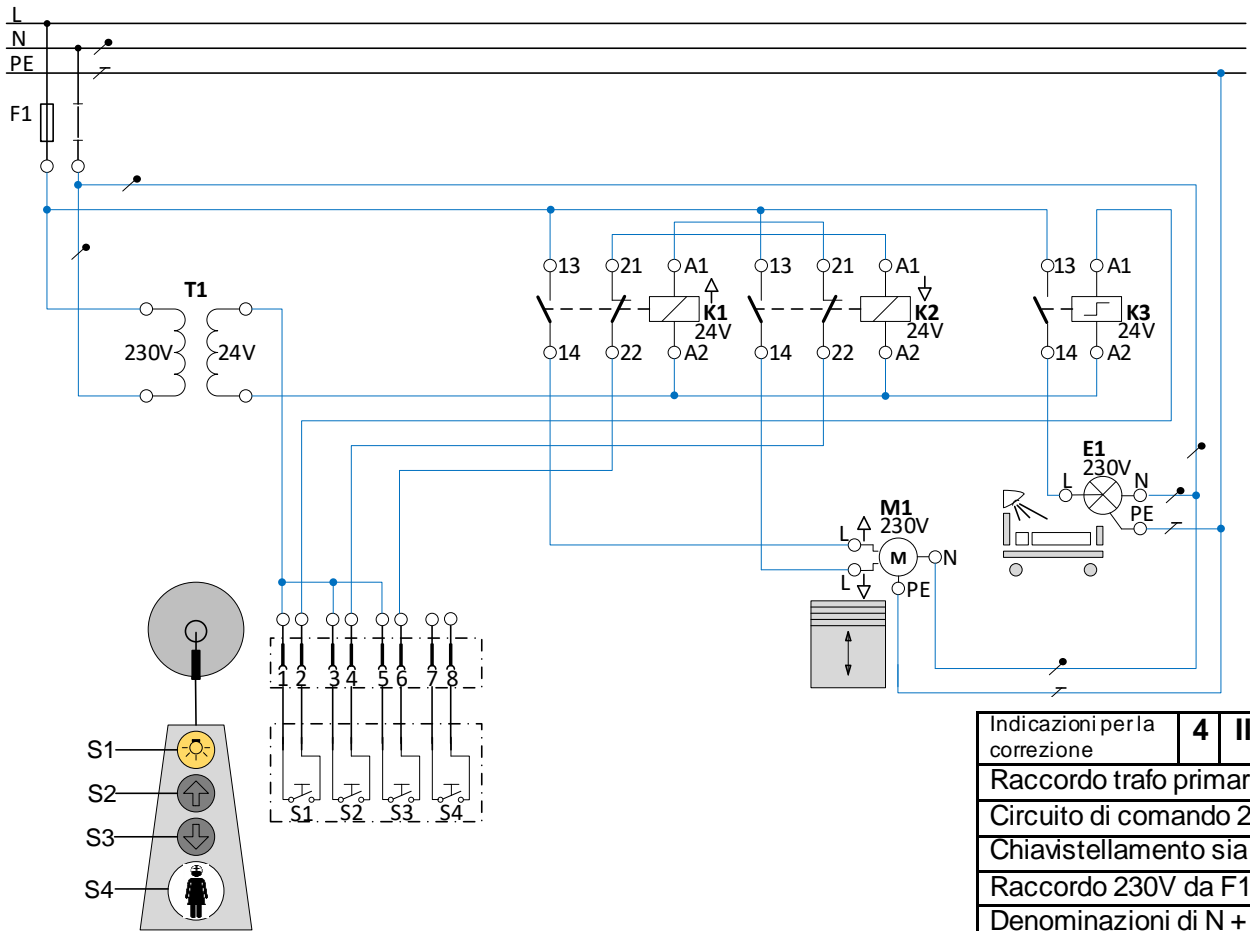 L
N
PE
F1
T1
230V 24V
13 21 A1 13 21 A1 13 A1
K1 K2 K3
24V 24V 24V
14 22 A2 14 22 A2 14 A2
E1
230V
L N
PE
M1
230V
L
M N
L PE
1 2 3 4 5 6 7 8
S1 S2 S3 S4
S1
S2
S3
S4
Indicazioni per la correzione 4
Raccordo trafo
Circuito di comando
Chiavistellamento sia
Raccordo 230V da F1
Denominazioni di N +